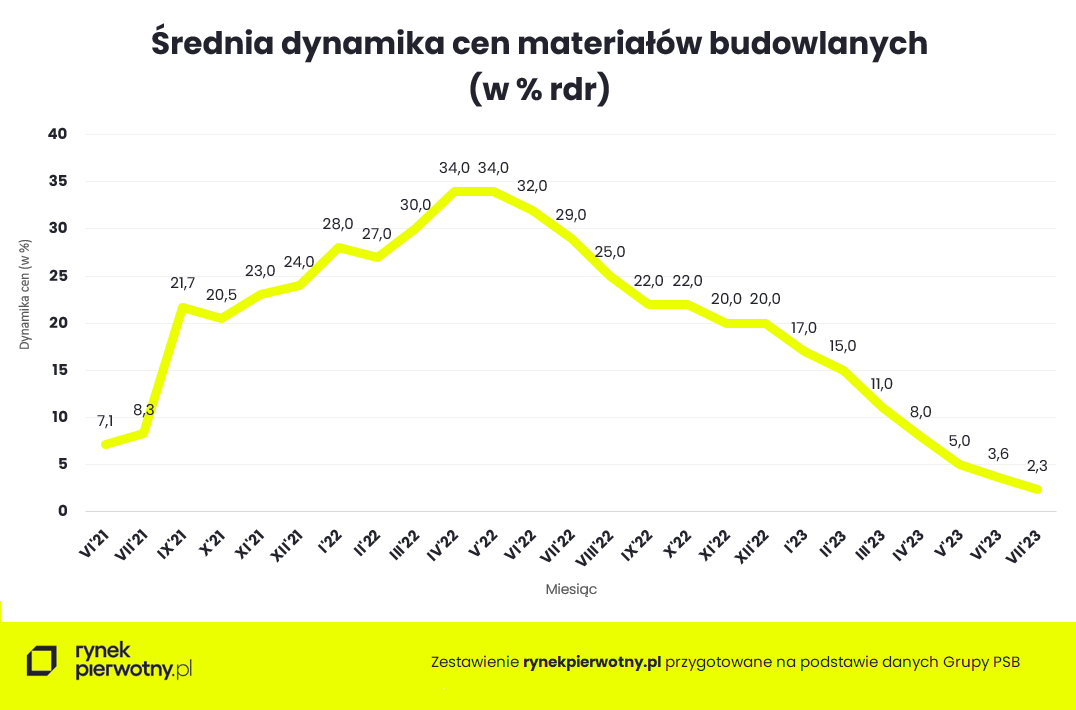 Średnia dynamika cen materiałów budowlanych
(w % rdr)
Dynamika cen (w %)
40
35
30
25
20
15
10
5
0
7,1
8,3
21,7
20,5
23,0
24,0
28,0
27,0
30,0
34,0
34,0
32,0
29,0
25,0
22,0
22,0
20,0
20,0
17,0
15,0
11,0
8,0
5,0
3,6
2,3
VI'21
VII'21
IX'21
X'21
XI'21
XII'21
I'22
II'22
III'22
IV'22
V'22
VI'22
VII'22
VIII'22
IX'22
X'22
XI'22
XII'22
I'23
II'23
III'23
IV'23
V'23
VI'23
VII'23
Miesiąc
rynek
pierwotny.pl
Zestawienie rynekpierwotny.pl przygotowane na podstawie danych Grupy PSB